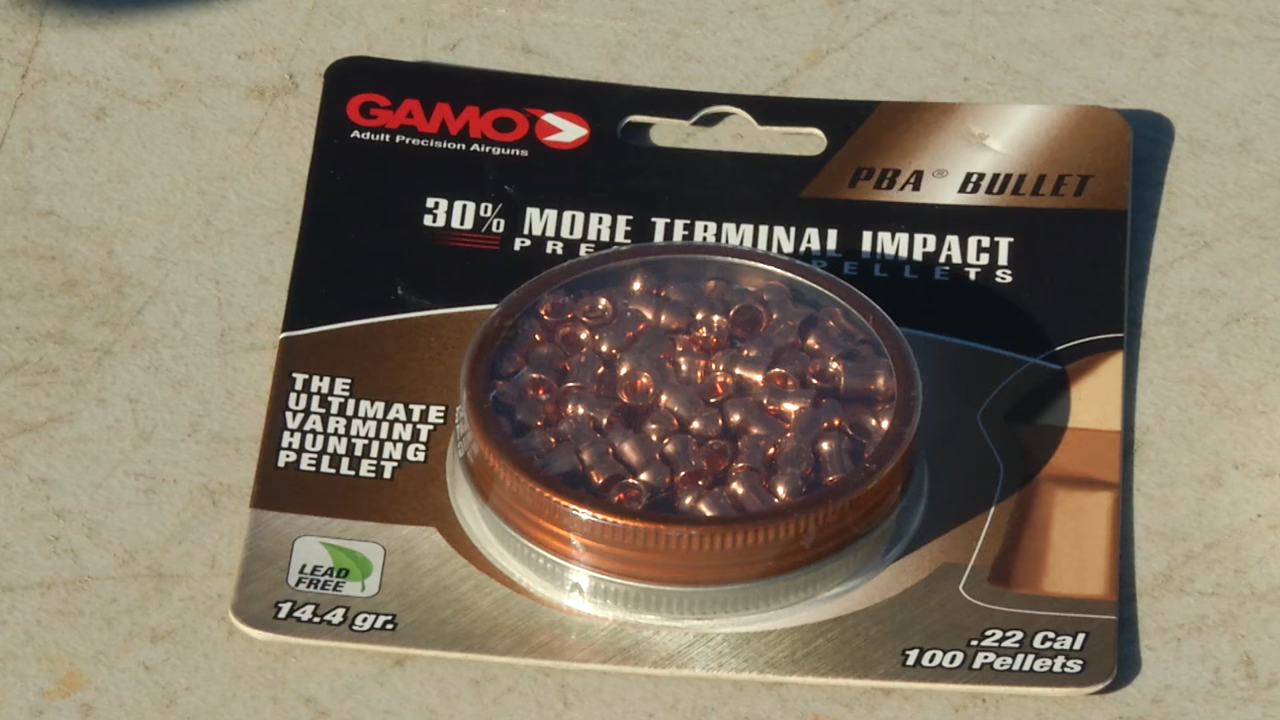 GAMO
Adult Precision Airguns
PBA® BULLET
30% MORE TERMINAL IMPACT
PELLETS
THE
ULTIMATE
VARMINT
HUNTING
PELLET
LEAD
FREE
14.4 gr.
.22 Cal
100 Pellets